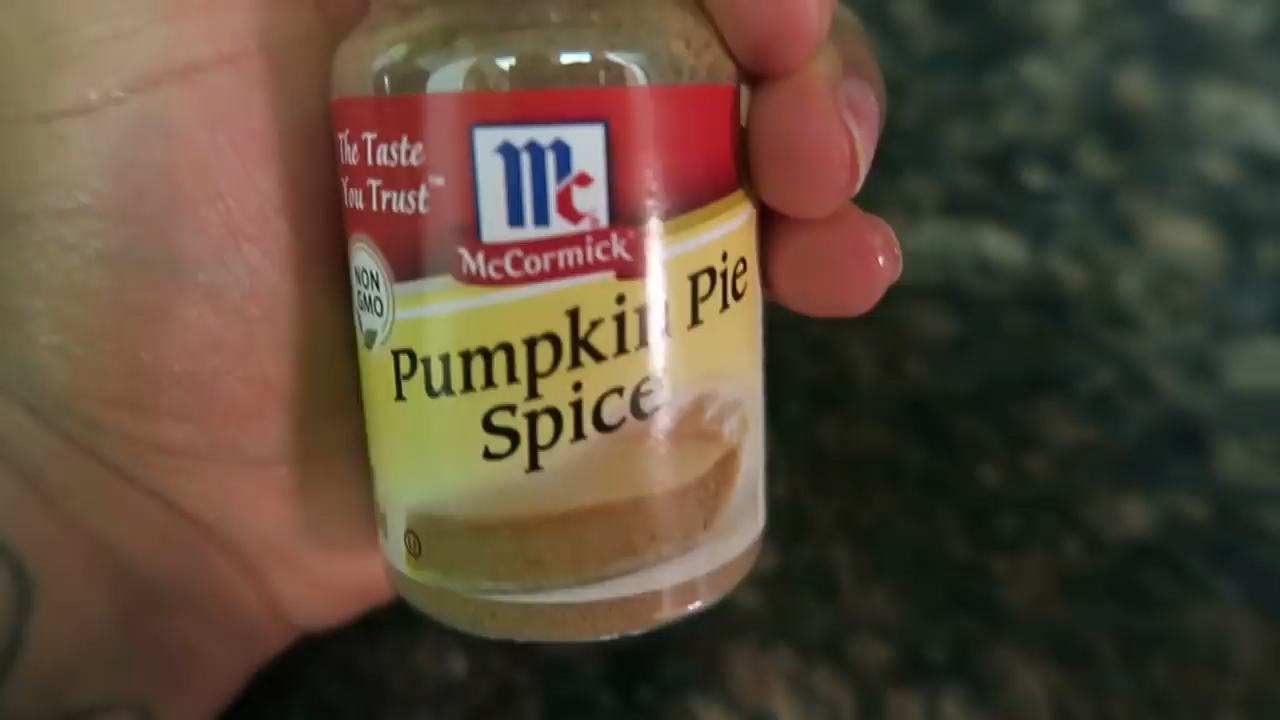 The Taste
You Trust™
Mc
McCormick
NON
GMO
Pumpkin Pie
Spice
U